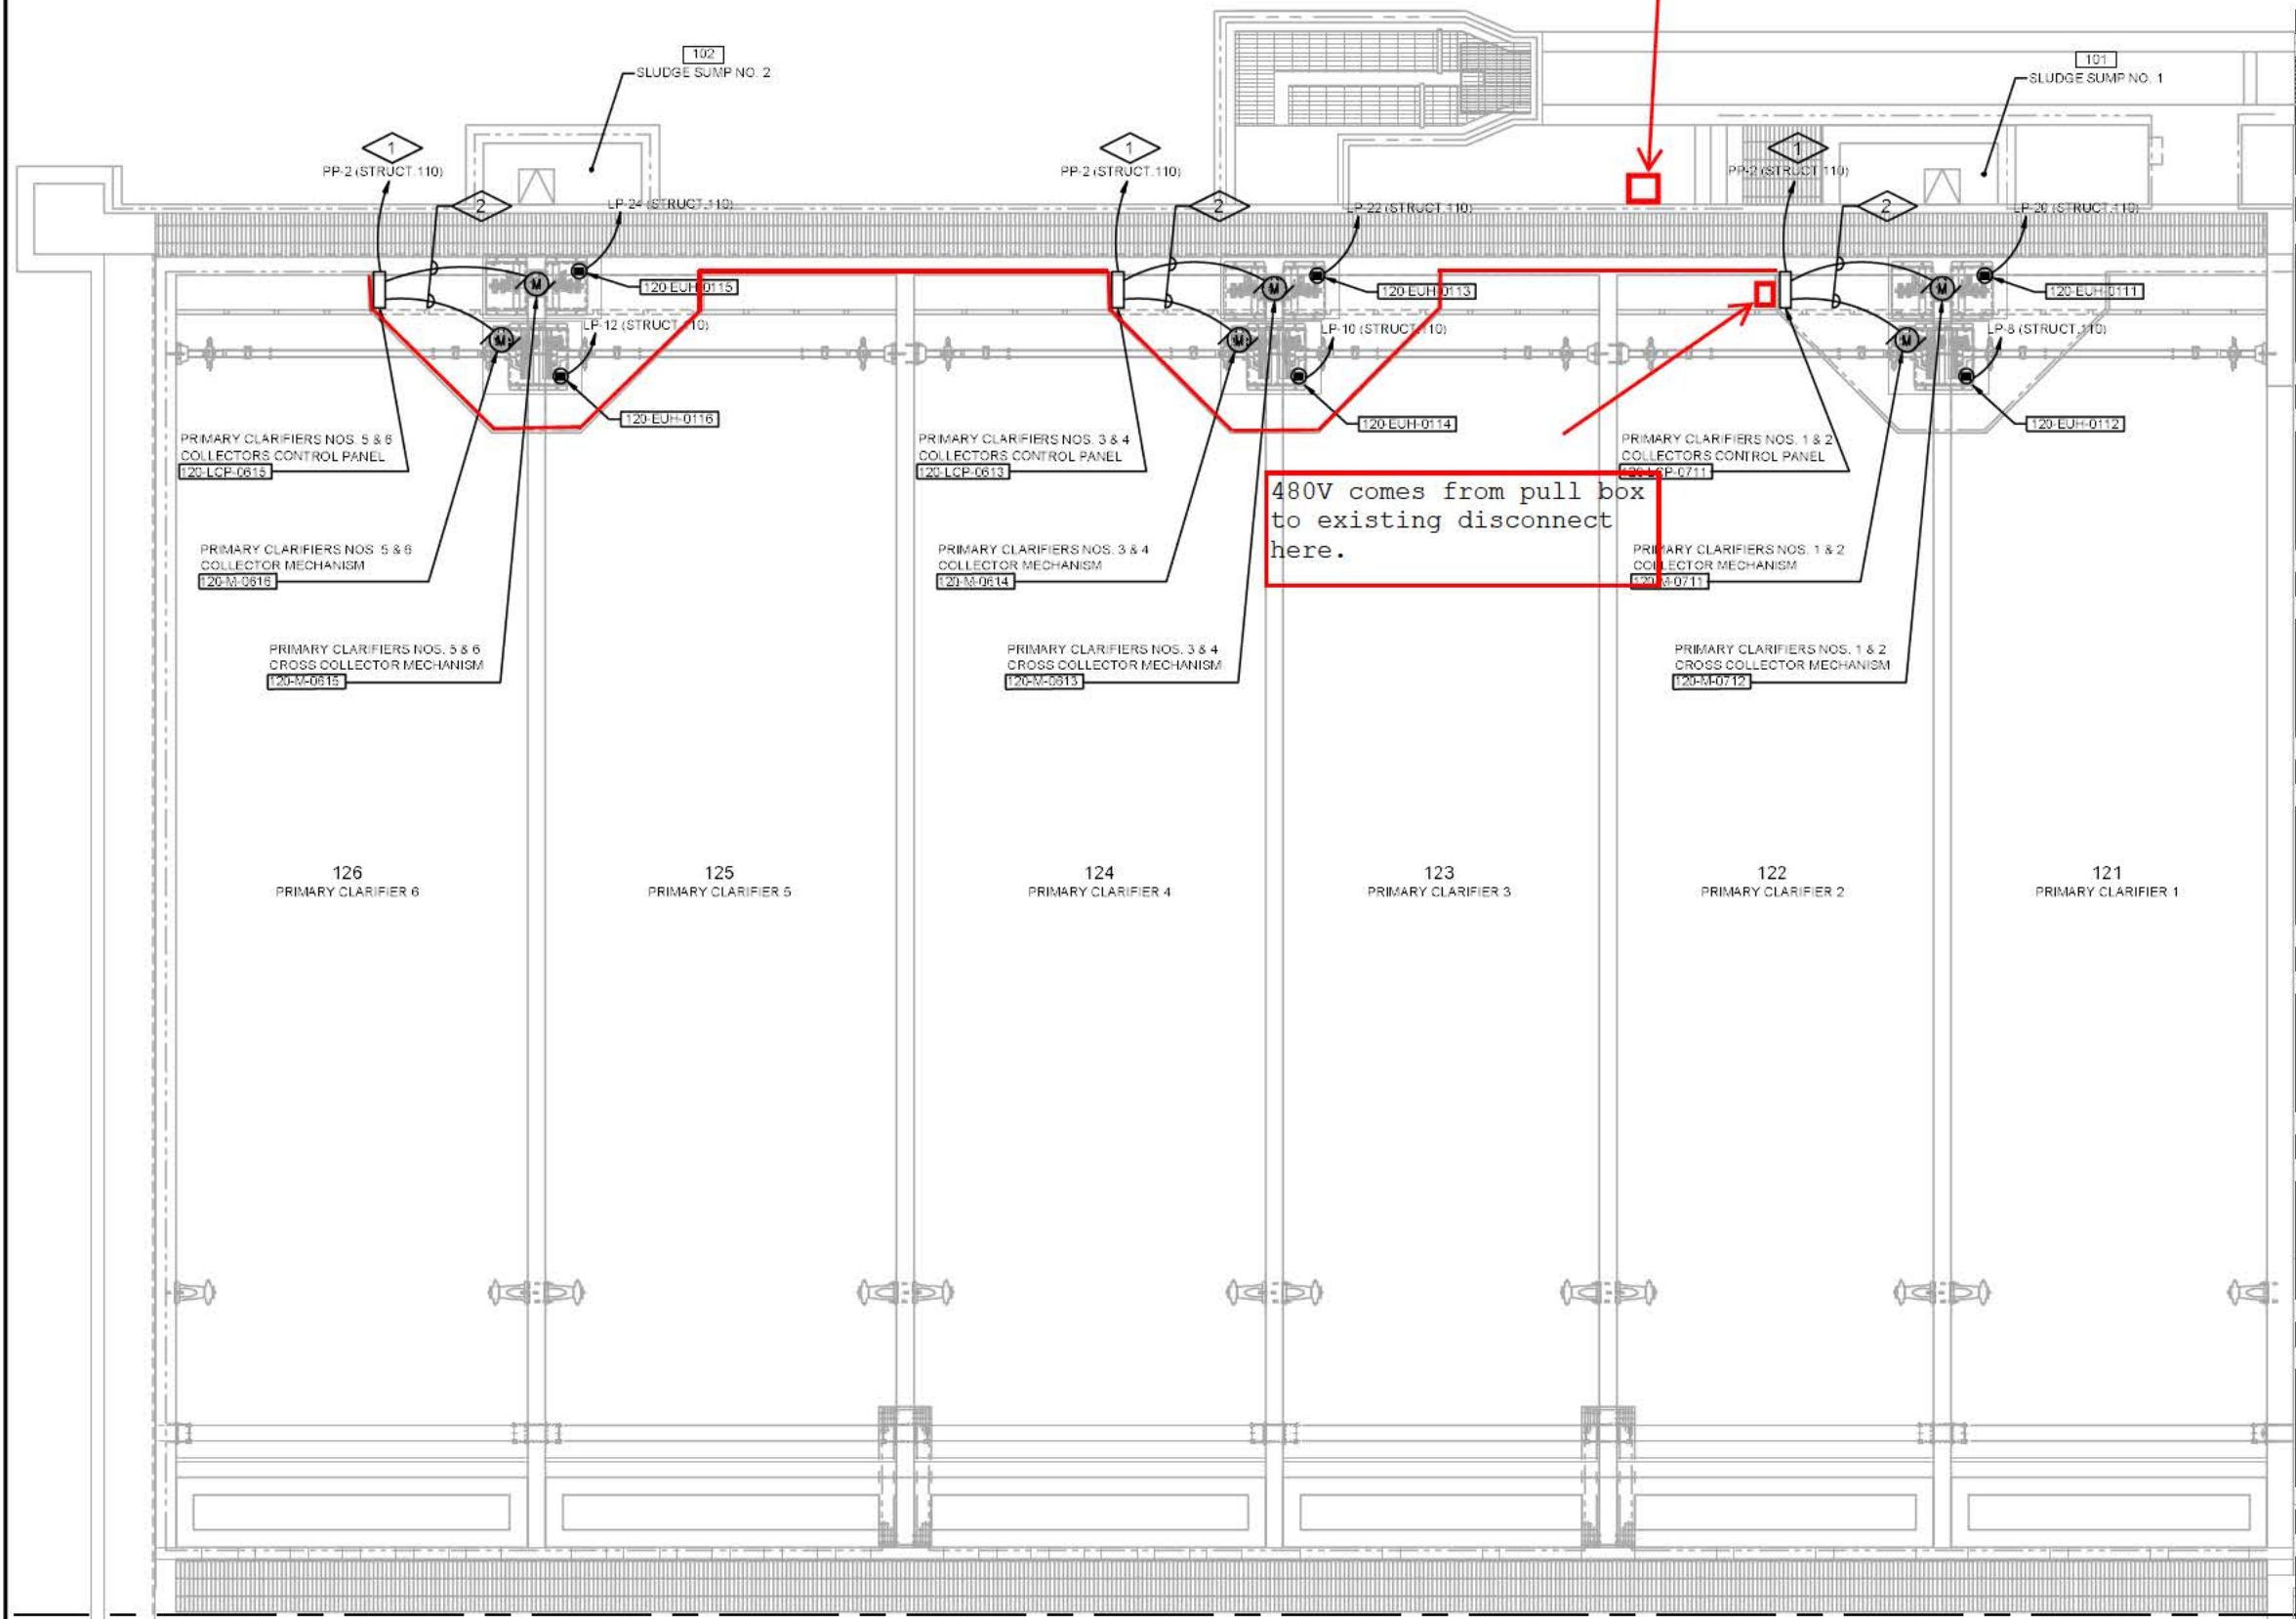 102
SLUDGE SUMP NO. 2
101
SLUDGE SUMP NO. 1
1
PP-2 (STRUCT.110)
1
PP-2 (STRUCT.110)
1
PP-2 (STRUCT.110)
2
LP-24 (STRUCT.110)
2
LP-22 (STRUCT.110)
2
LP-20 (STRUCT.110)
M
120-EUH-0115
M
120-EUH-0113
M
120-EUH-0111
LP-12 (STRUCT.110)
LP-10 (STRUCT.110)
LP-8 (STRUCT.110)
M
M
M
120-EUH-0116
120-EUH-0114
120-EUH-0112
PRIMARY CLARIFIERS NOS. 5 & 6
COLLECTORS CONTROL PANEL
120-LCP-0615
PRIMARY CLARIFIERS NOS. 3 & 4
COLLECTORS CONTROL PANEL
120-LCP-0613
PRIMARY CLARIFIERS NOS. 1 & 2
COLLECTORS CONTROL PANEL
120-LCP-0711
480V comes from pull box
to existing disconnect
here.
PRIMARY CLARIFIERS NOS. 5 & 6
COLLECTOR MECHANISM
120-M-0616
PRIMARY CLARIFIERS NOS. 3 & 4
COLLECTOR MECHANISM
120-M-0614
PRIMARY CLARIFIERS NOS. 1 & 2
COLLECTOR MECHANISM
120-M-0711
PRIMARY CLARIFIERS NOS. 5 & 6
CROSS COLLECTOR MECHANISM
120-M-0615
PRIMARY CLARIFIERS NOS. 3 & 4
CROSS COLLECTOR MECHANISM
120-M-0613
PRIMARY CLARIFIERS NOS. 1 & 2
CROSS COLLECTOR MECHANISM
120-M-0712
126
PRIMARY CLARIFIER 6
125
PRIMARY CLARIFIER 5
124
PRIMARY CLARIFIER 4
123
PRIMARY CLARIFIER 3
122
PRIMARY CLARIFIER 2
121
PRIMARY CLARIFIER 1